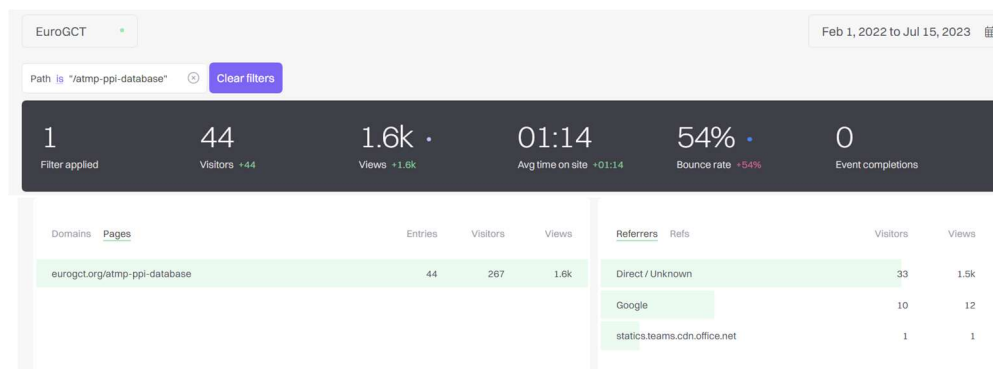 EuroGCT
Feb 1, 2022 to Jul 15, 2023
Path is "/atmp-ppi-database"
Clear filters
1 44 1.6k 01:14 54% 0
Filter applied Visitors +44 Views +1.6k Avg time on site +01:14 Bounce rate +54% Event completions
Domains Pages Entries Visitors Views
eurogct.org/atmp-ppi-database 44 267 1.6k
Referrers Refs Visitors Views
Direct / Unknown 33 1.5k
Google 10 12
statics.teams.cdn.office.net 1 1